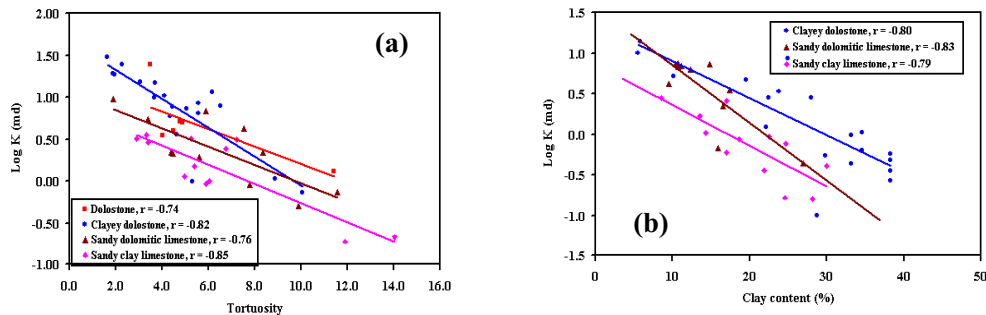 2.00
1.50
1.00
0.50
0.00
-0.50
-1.00
Log K (md)
(a)
Dolostone, r = -0.74
Clayey dolostone, r = -0.82
Sandy dolomitic limestone, r = -0.76
Sandy clay limestone, r = -0.85
0.0 2.0 4.0 6.0 8.0 10.0 12.0 14.0 16.0
Tortuosity
1.5
1.0
0.5
0.0
-0.5
-1.0
-1.5
Log K (md)
Clayey dolostone, r = -0.80
Sandy dolomitic limestone, r = -0.83
Sandy clay limestone, r = -0.79
(b)
0 10 20 30 40 50
Clay content (%)